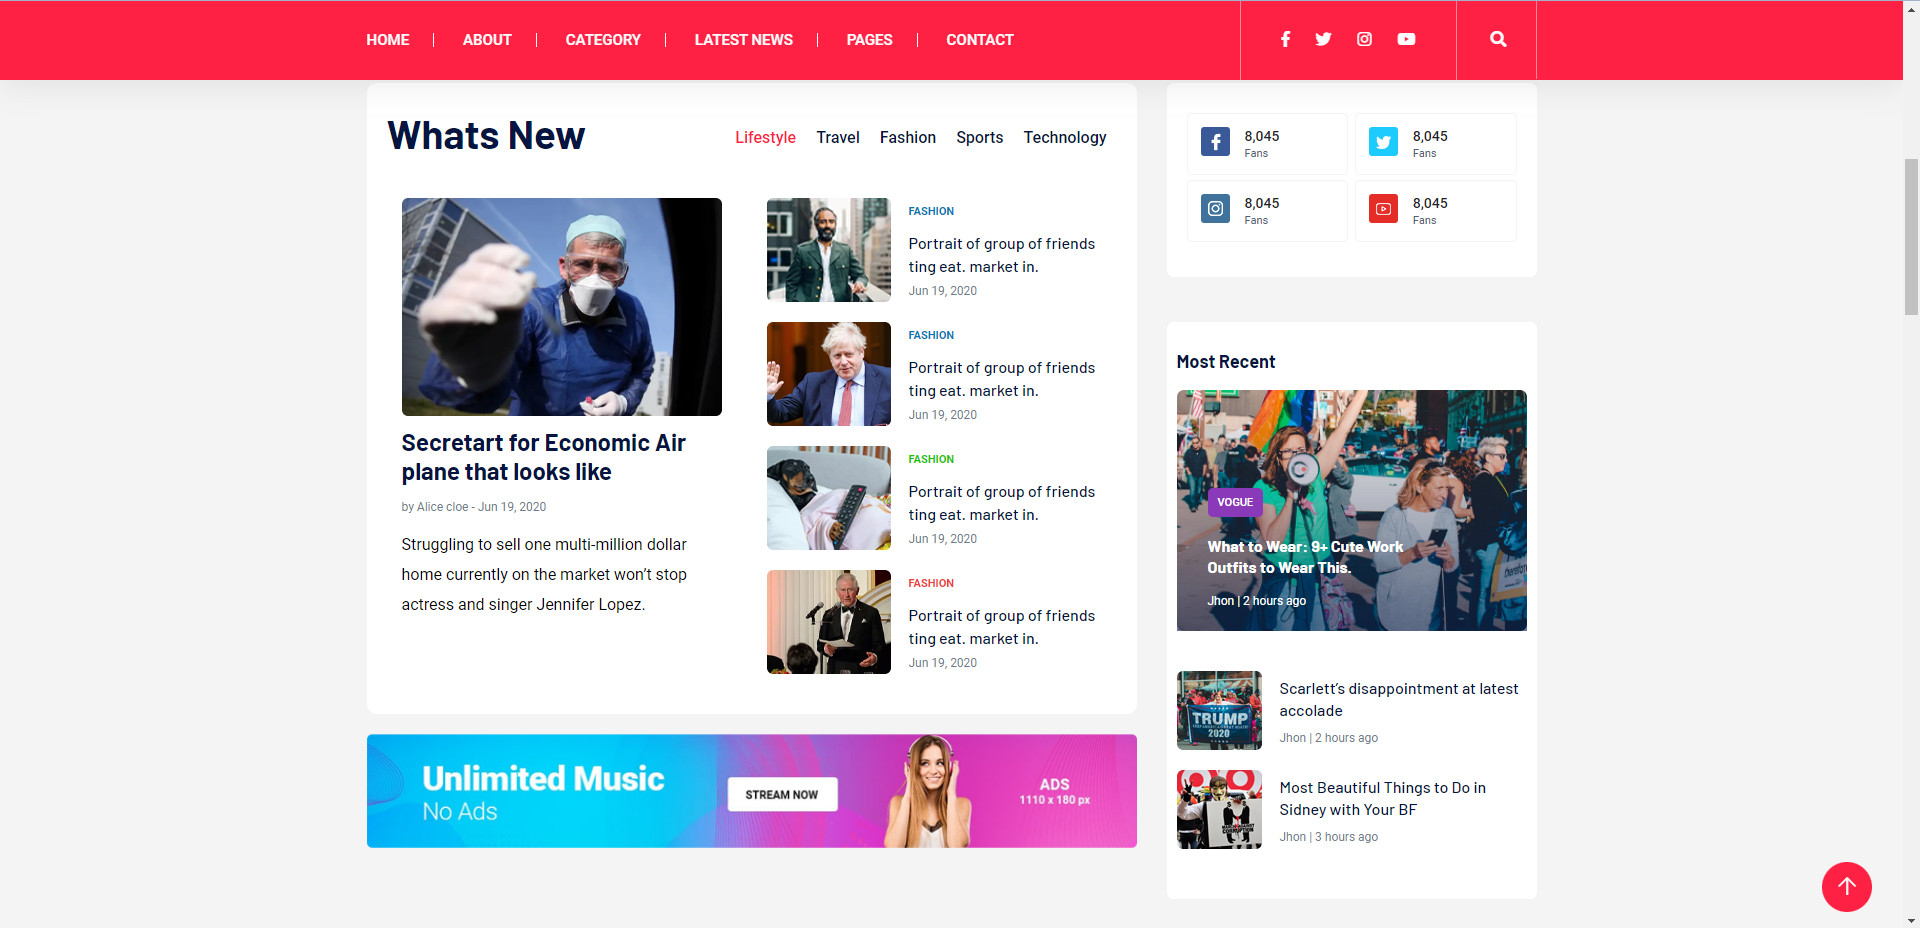 HOME
ABOUT
CATEGORY
LATEST NEWS
PAGES
CONTACT
Whats New
Lifestyle
Travel
Fashion
Sports
Technology
Secretart for Economic Air
plane that looks like
by Alice cloe - Jun 19, 2020
Struggling to sell one multi-million dollar
home currently on the market won’t stop
actress and singer Jennifer Lopez.
FASHION
Portrait of group of friends
ting eat. market in.
Jun 19, 2020
FASHION
Portrait of group of friends
ting eat. market in.
Jun 19, 2020
FASHION
Portrait of group of friends
ting eat. market in.
Jun 19, 2020
FASHION
Portrait of group of friends
ting eat. market in.
Jun 19, 2020
Unlimited Music
No Ads
STREAM NOW
ADS
1110 x 180 px
8,045
Fans
8,045
Fans
8,045
Fans
8,045
Fans
Most Recent
VOGUE
What to Wear: 9+ Cute Work
Outfits to Wear This.
Jhon | 2 hours ago
TRUMP
2020
Scarlett’s disappointment at latest
accolade
Jhon | 2 hours ago
MARCH AGAINST
CORRUPTION
Most Beautiful Things to Do in
Sidney with Your BF
Jhon | 3 hours ago